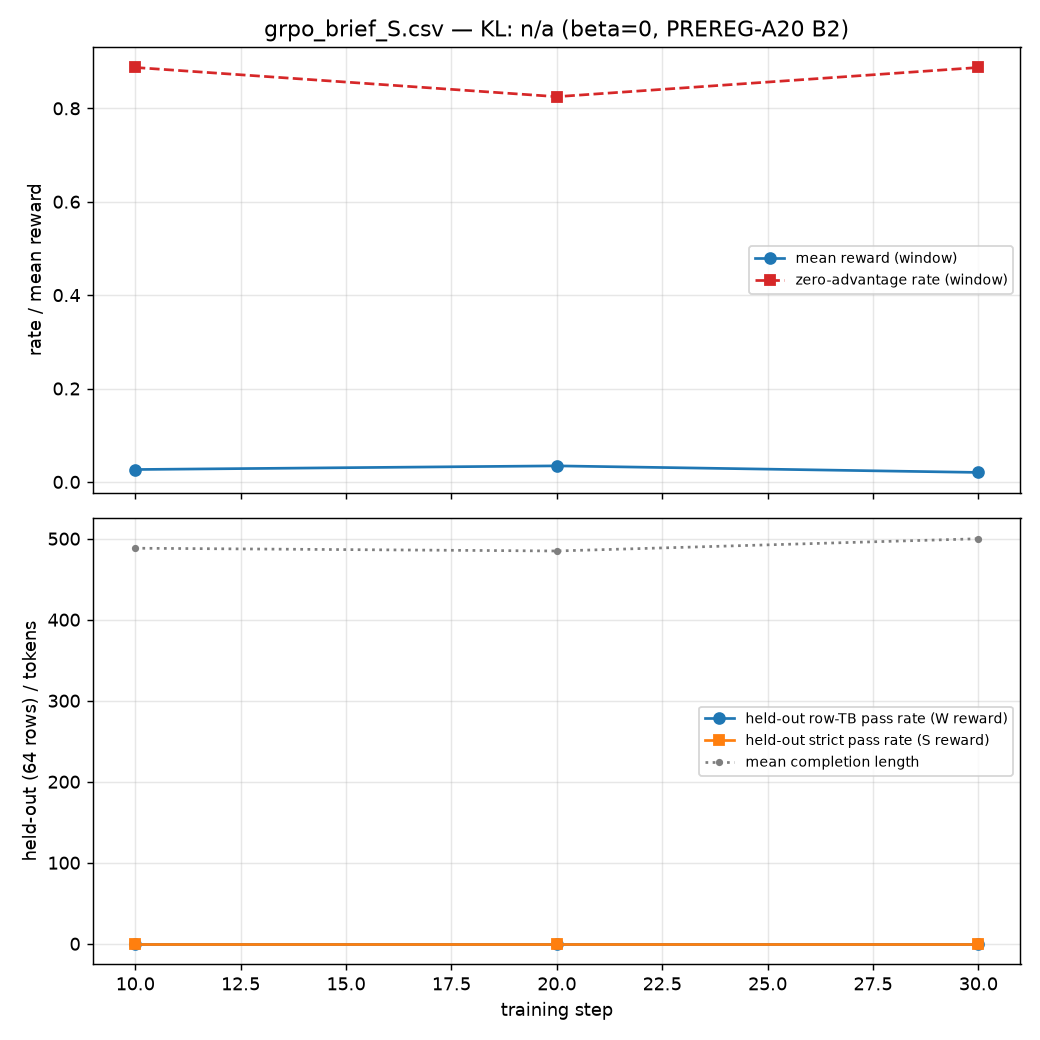 grpo_brief_S.csv — KL: n/a (beta=0, PREREG-A20 B2)
rate / mean reward
0.8
0.6
0.4
0.2
0.0
mean reward (window)
zero-advantage rate (window)
held-out (64 rows) / tokens
500
400
300
200
100
0
held-out row-TB pass rate (W reward)
held-out strict pass rate (S reward)
mean completion length
10.0 12.5 15.0 17.5 20.0 22.5 25.0 27.5 30.0
training step